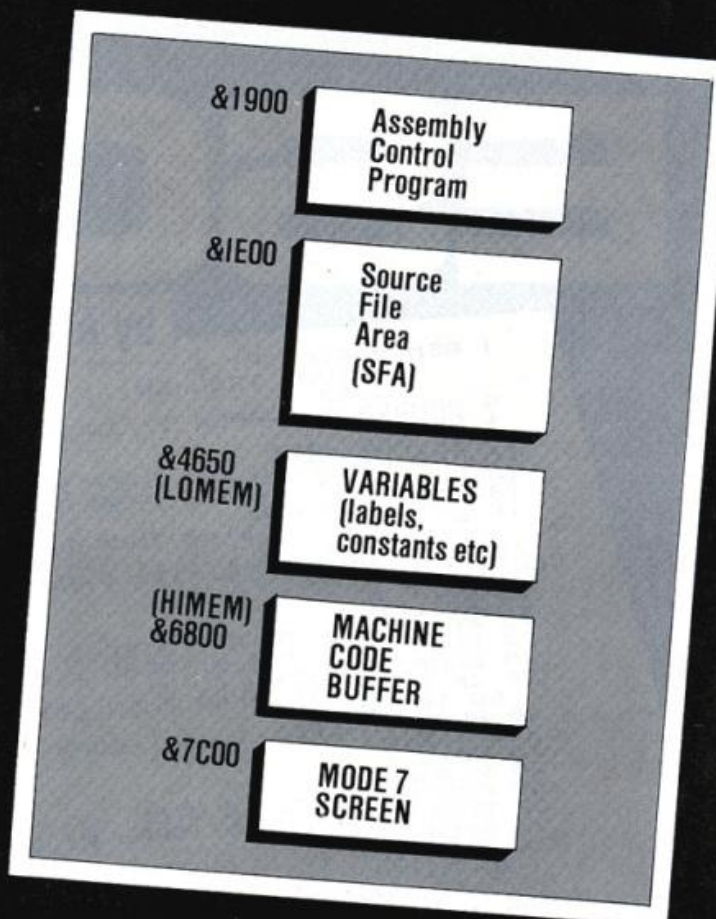 &1900
Assembly
Control
Program
&IE00
Source
File
Area
(SFA)
&4650
(LOMEM)
VARIABLES
(labels,
constants etc)
(HIMEM)
&6800
MACHINE
CODE
BUFFER
&7C00
MODE 7
SCREEN